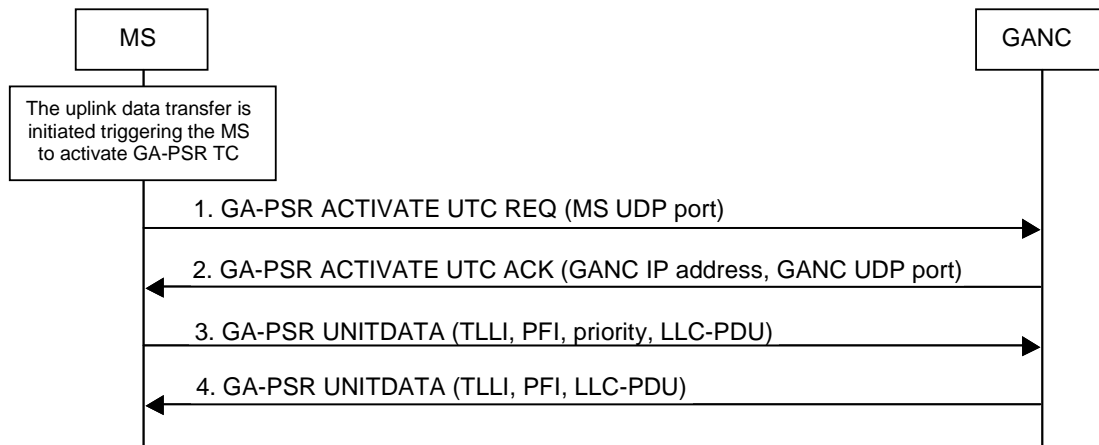 MS
GANC
The uplink data transfer is
initiated triggering the MS
to activate GA-PSR TC
1. GA-PSR ACTIVATE UTC REQ (MS UDP port)
2. GA-PSR ACTIVATE UTC ACK (GANC IP address, GANC UDP port)
3. GA-PSR UNITDATA (TLLI, PFI, priority, LLC-PDU)
4. GA-PSR UNITDATA (TLLI, PFI, LLC-PDU)